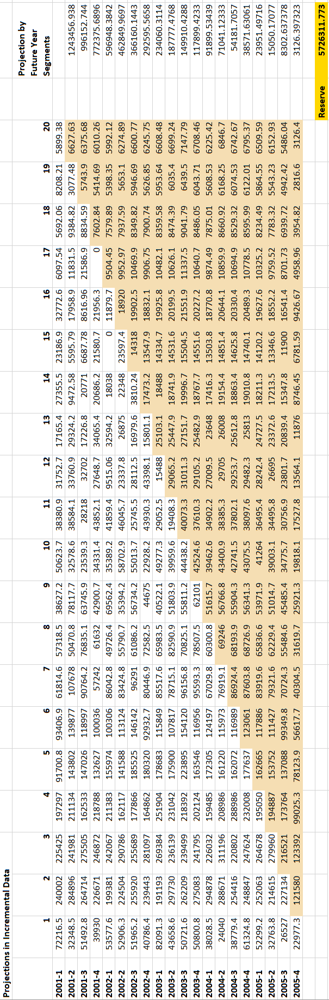 Projections in Incremental Data
Projection by
Future Year
1 2 3 4 5 6 7 8 9 10 11 12 13 14 15 16 17 18 19 20 Segments
2001-1 72216.5 240002 225425 197297 91700.8 93406.9 61814.6 57318.5 38627.2 50623.7 38380.9 31752.7 17165.4 27355.5 23186.9 32772.6 6097.54 5692.06 8208.21 5899.38
2001-2 32348.5 284896 241981 211134 143802 139877 107678 50470.8 78117.7 32578.6 38584.1 33760.9 29324.2 9472.58 5595.79 17958.9 11831.5 9384.82 3077.48 6627.63 1243456.938
2001-3 51492.8 264714 275505 162533 147026 118997 90764.2 76835.1 63745.9 23539.3 28218 32702 17226.8 20771 6687.78 8616.96 21586.9 8834.59 5743.9 6375.68 996152.744
2001-4 39930 226671 246872 218788 132627 100036 57242 61632 42900.7 34331.4 43852.1 27648.7 34065.4 20686.2 21580.7 21956.3 0 7602.84 5414.69 6010.26 772375.6896
2002-1 53577.6 199381 242067 211383 155974 100306 86042.8 49726.4 69562.4 35389.2 41859.4 9515.06 32594.2 18038 0 11879.7 9504.45 7579.89 5398.35 5992.12 596948.3842
2002-2 52906.3 224504 290786 162117 141588 113124 83424.8 55790.7 35394.2 58702.9 46045.7 23337.8 26875 22348 23597.4 18920 9952.97 7937.59 5653.1 6274.89 462849.9697
2002-3 51965.2 255920 255689 177866 185525 146142 96291 61086.2 56734.2 55013.7 25745.5 28112.5 16979.6 3810.24 14318 19902.5 10469.9 8349.82 5946.69 6600.77 366160.1443
2002-4 40786.4 239443 281097 164862 180320 92932.7 80446.9 72582.5 44675 22928.2 43930.3 43398.1 15801.1 17473.2 13547.9 18832.1 9906.75 7900.74 5626.85 6245.75 292595.5658
2003-1 82091.3 191193 269384 251904 178683 115849 85517.6 65983.5 40522.1 49277.3 29052.5 15488 25103.1 18488 14334.7 19925.8 10482.1 8359.58 5953.64 6608.48 234060.3114
2003-2 43658.6 297730 236139 231042 175900 107817 78715.1 82590.9 51803.9 39959.6 19408.3 29065.2 25447.9 18741.9 14531.6 20199.5 10626.1 8474.39 6035.4 6699.24 187777.4768
2003-3 50721.6 262209 239499 218392 223895 154120 96156.8 70825.1 55811.2 44438.2 40073.3 31011.3 27151.7 19996.7 15504.5 21551.9 11337.5 9041.79 6439.5 7147.79 149910.4288
2003-4 50800.8 275083 241795 202124 163546 116956 95593.3 78507.5 62101 42524.6 37610.3 29105.2 25482.9 18767.7 14551.6 20227.2 10640.7 8486.05 6043.71 6708.46 117899.4233
2004-1 38028.5 294878 226032 159485 172305 124197 67029.8 60300.8 51615.7 39462.6 34902.2 27009.5 23648 17416.3 13503.8 18770.8 9874.49 7875.01 5608.53 6225.42 91899.53439
2004-2 24040 288671 311196 208986 161220 115973 76919.1 69246 56766.8 43400.9 38385.3 29705 26008 19154.4 14851.4 20644.1 10859.9 8660.92 6168.25 6846.7 71041.12333
2004-3 38779.4 254416 220802 288986 162072 116989 86924.4 68193.9 55904.3 42741.5 37802.1 29253.7 25612.8 18863.4 14625.8 20330.4 10694.9 8529.32 6074.53 6742.67 54181.7057
2004-4 61324.8 248847 247624 232008 177637 123061 87603.8 68726.9 56341.3 43075.5 38097.6 29482.3 25813 19010.8 14740.1 20489.3 10778.5 8595.99 6122.01 6795.37 38571.63061
2005-1 52299.2 252063 264678 195050 162665 117886 83919.6 65836.6 53971.9 41264 36495.4 28242.4 24727.5 18211.3 14120.2 19627.6 10325.2 8234.49 5864.55 6509.59 23951.49716
2005-2 32763.8 214615 279960 194887 153752 111427 79321.6 62229.4 51014.7 39003.1 34495.8 26695 23372.6 17213.5 13346.6 18552.2 9759.52 7783.32 5543.23 6152.93 15050.17077
2005-3 26527 227134 216521 173764 137088 99349.8 70724.3 55484.6 45485.4 34775.7 30756.9 23801.7 20839.4 15347.8 11900 16541.4 8701.73 6939.72 4942.42 5486.04 8302.637378
2005-4 22977.3 121580 123392 99025.3 78123.9 56617.7 40304.5 31619.7 25921.3 19818.1 17527.8 13564.1 11876 8746.45 6781.59 9426.67 4958.96 3954.82 2816.6 3126.4 3126.397323
Reserve 5726311.773